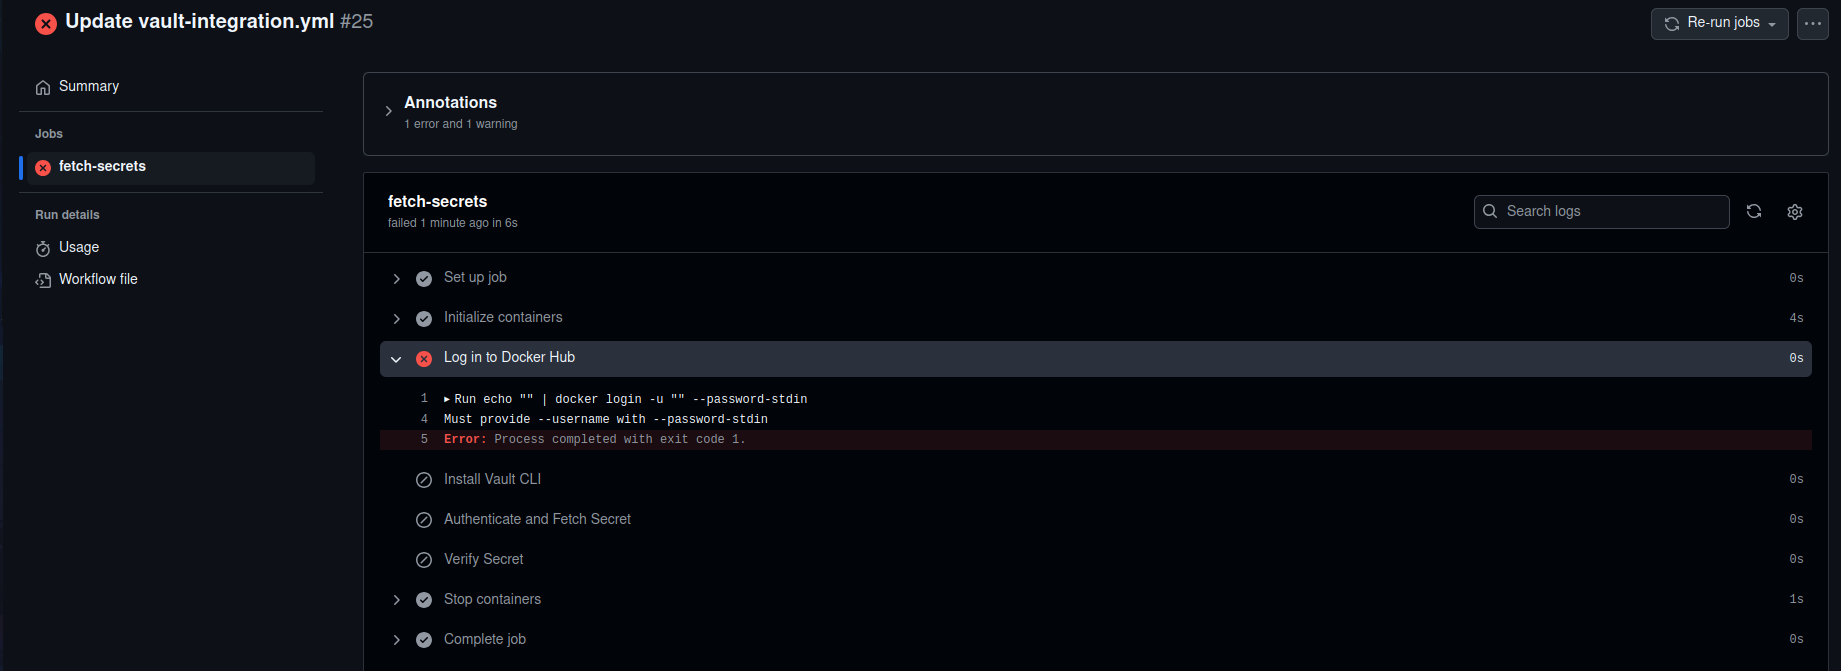 Update vault-integration.yml #25
Re-run jobs
Summary
Jobs
fetch-secrets
Run details
Usage
Workflow file
Annotations
1 error and 1 warning
fetch-secrets
failed 1 minute ago in 6s
Search logs
Set up job 0s
Initialize containers 4s
Log in to Docker Hub 0s
1 Run echo "" | docker login -u "" --password-stdin
4 Must provide --username with --password-stdin
5 Error: Process completed with exit code 1.
Install Vault CLI 0s
Authenticate and Fetch Secret 0s
Verify Secret 0s
Stop containers 1s
Complete job 0s